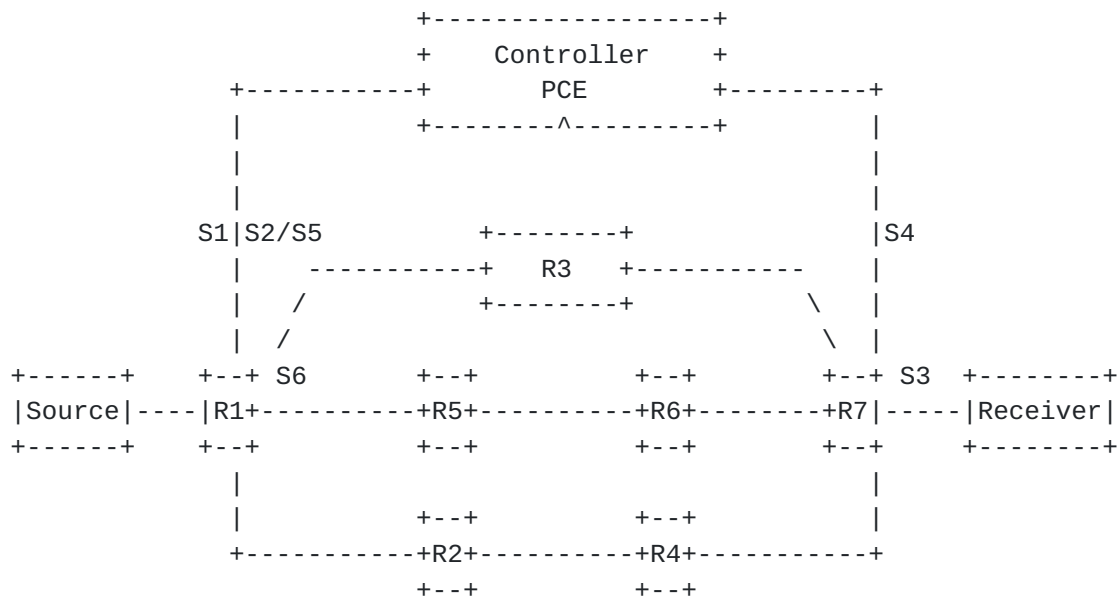 Controller
PCE
S1 S2/S5 S4
R3
S6 S3
Source R1 R5 R6 R7 Receiver
R2 R4